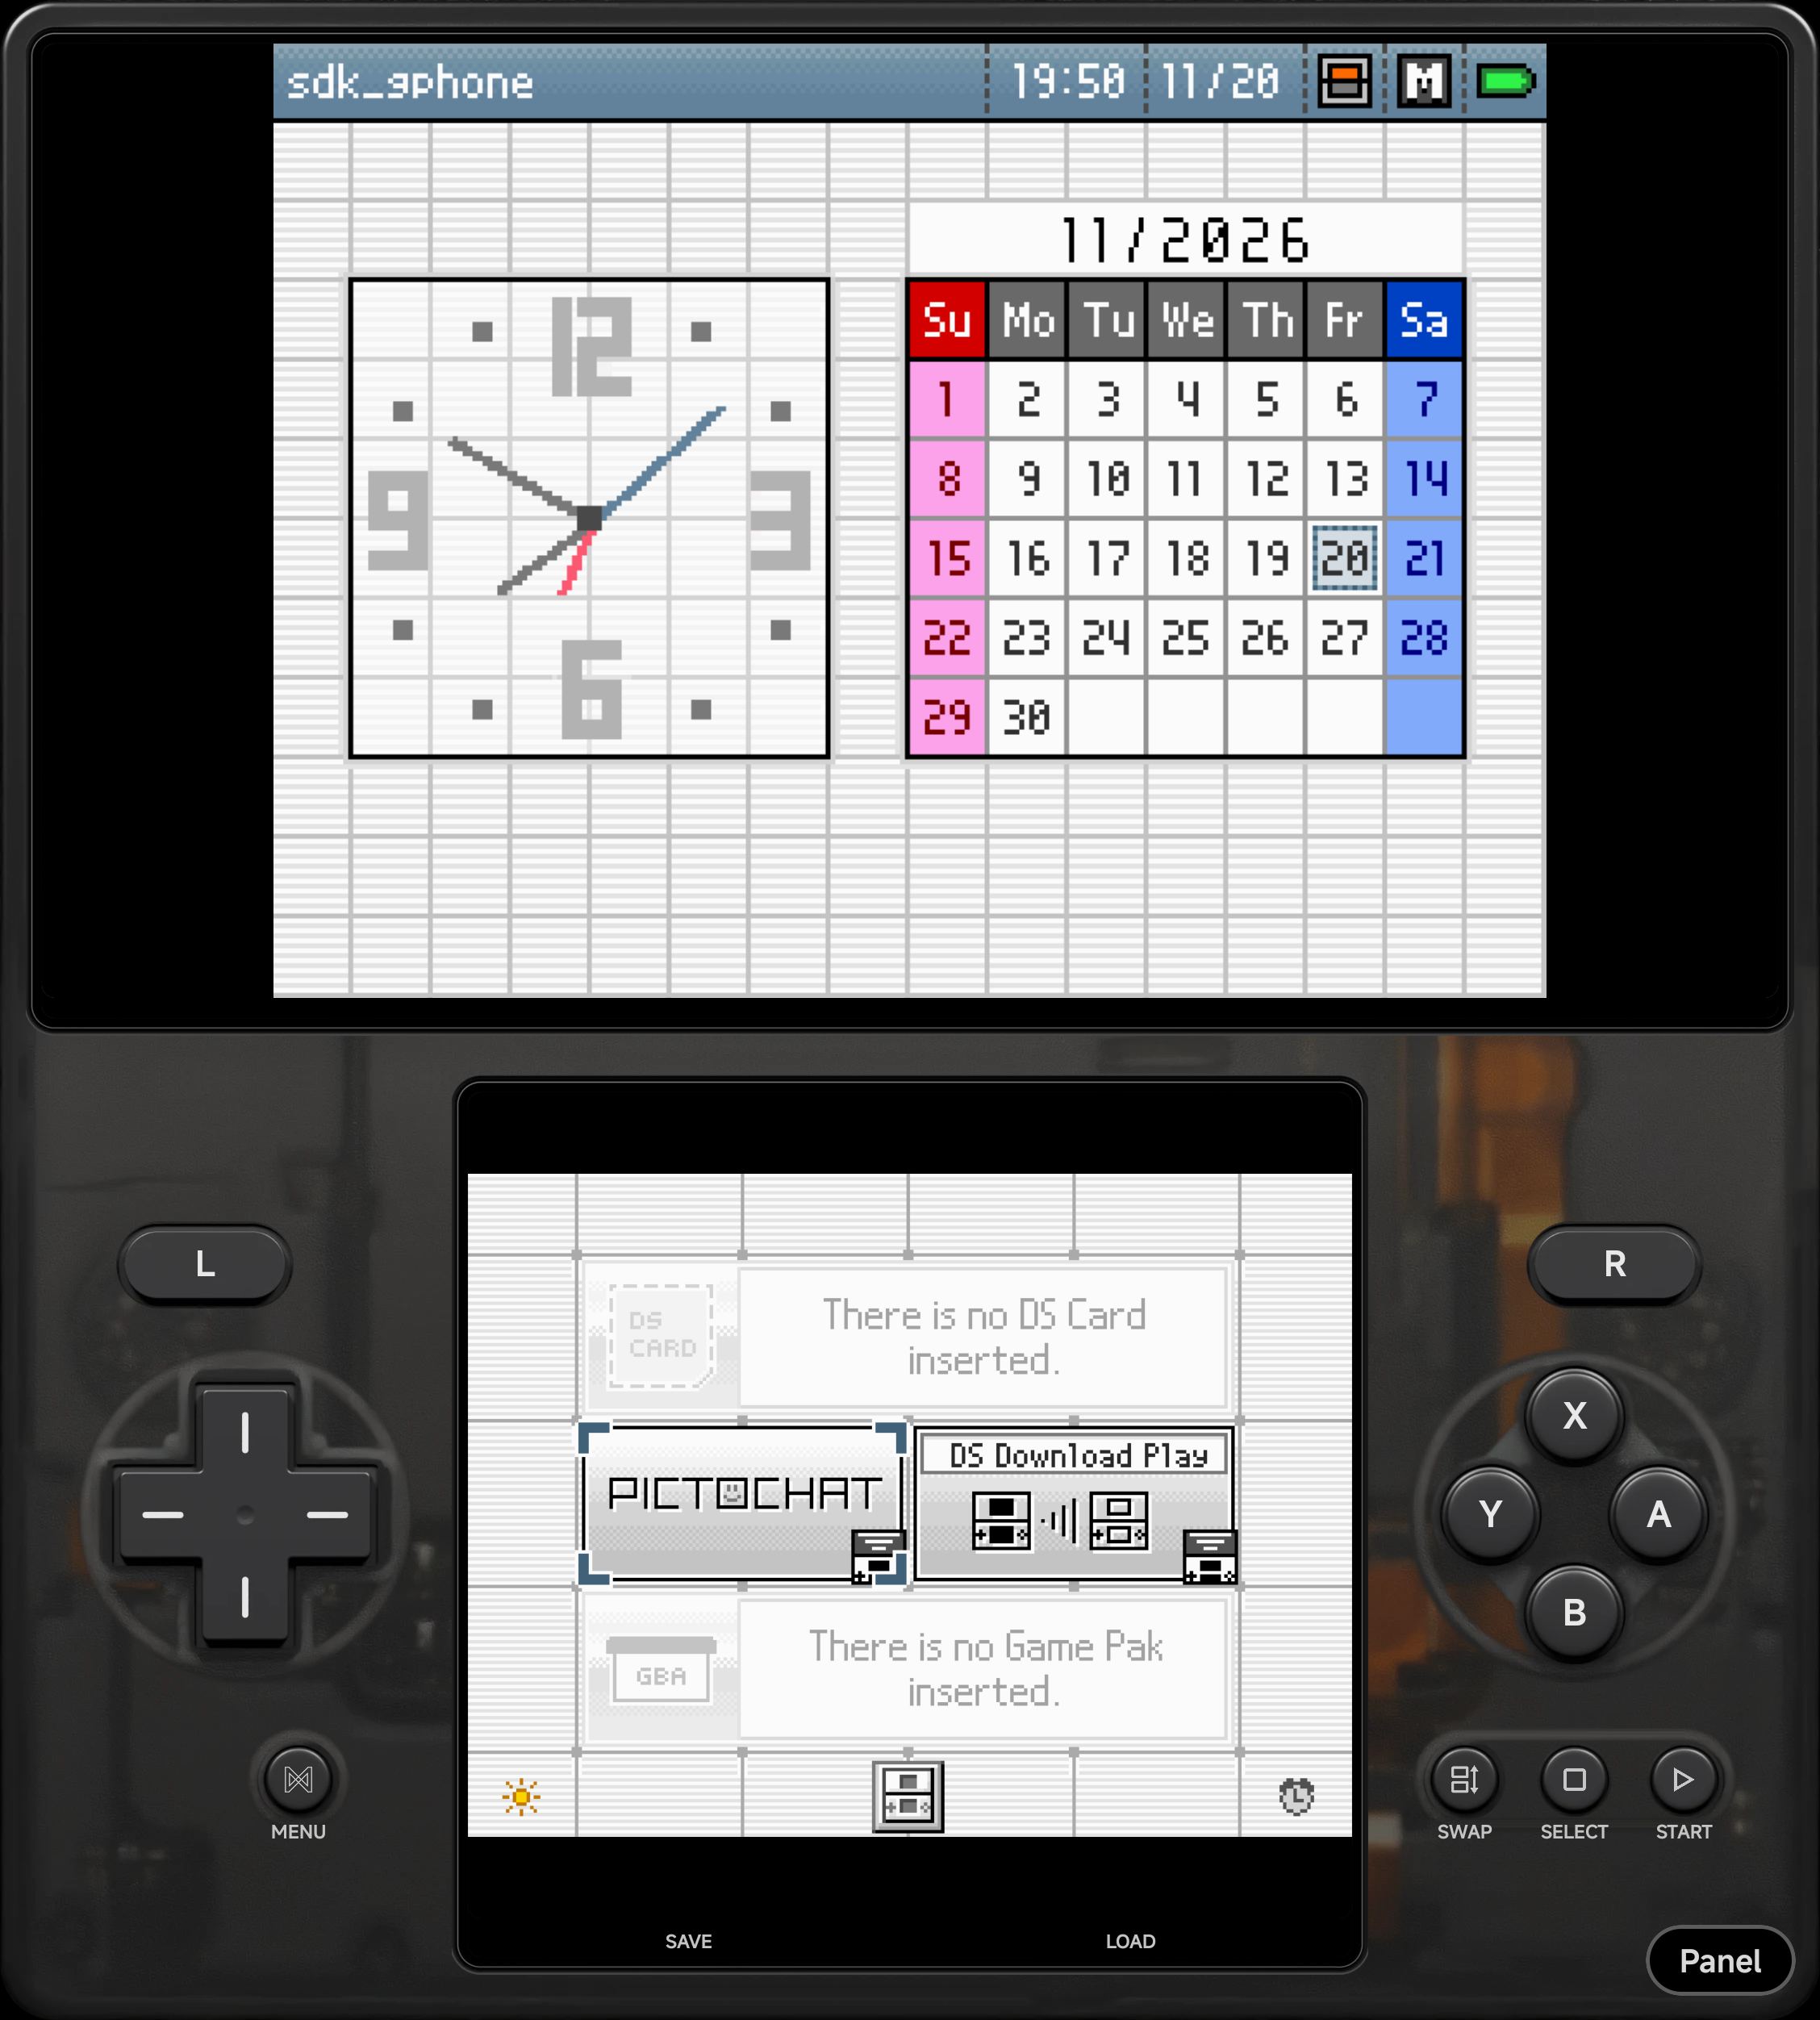 sdk_gphone 19:50 11/20 M
11/2026
12
9 3
6
Su Mo Tu We Th Fr Sa
1 2 3 4 5 6 7
8 9 10 11 12 13 14
15 16 17 18 19 20 21
22 23 24 25 26 27 28
29 30
L
R
DS
CARD
There is no DS Card
inserted.
PICTOCHAT
DS Download Play
GBA
There is no Game Pak
inserted.
X
Y A
B
MENU
SWAP SELECT START
SAVE LOAD
Panel